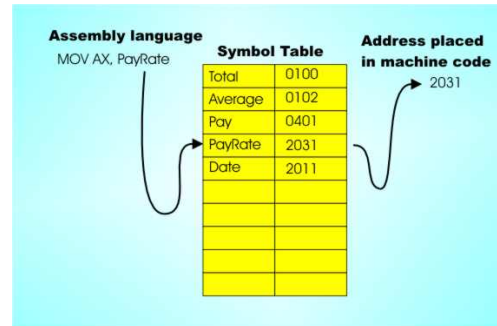 Assembly language
MOV AX, PayRate
Symbol Table
Total 0100
Average 0102
Pay 0401
PayRate 2031
Date 2011
Address placed
in machine code
2031